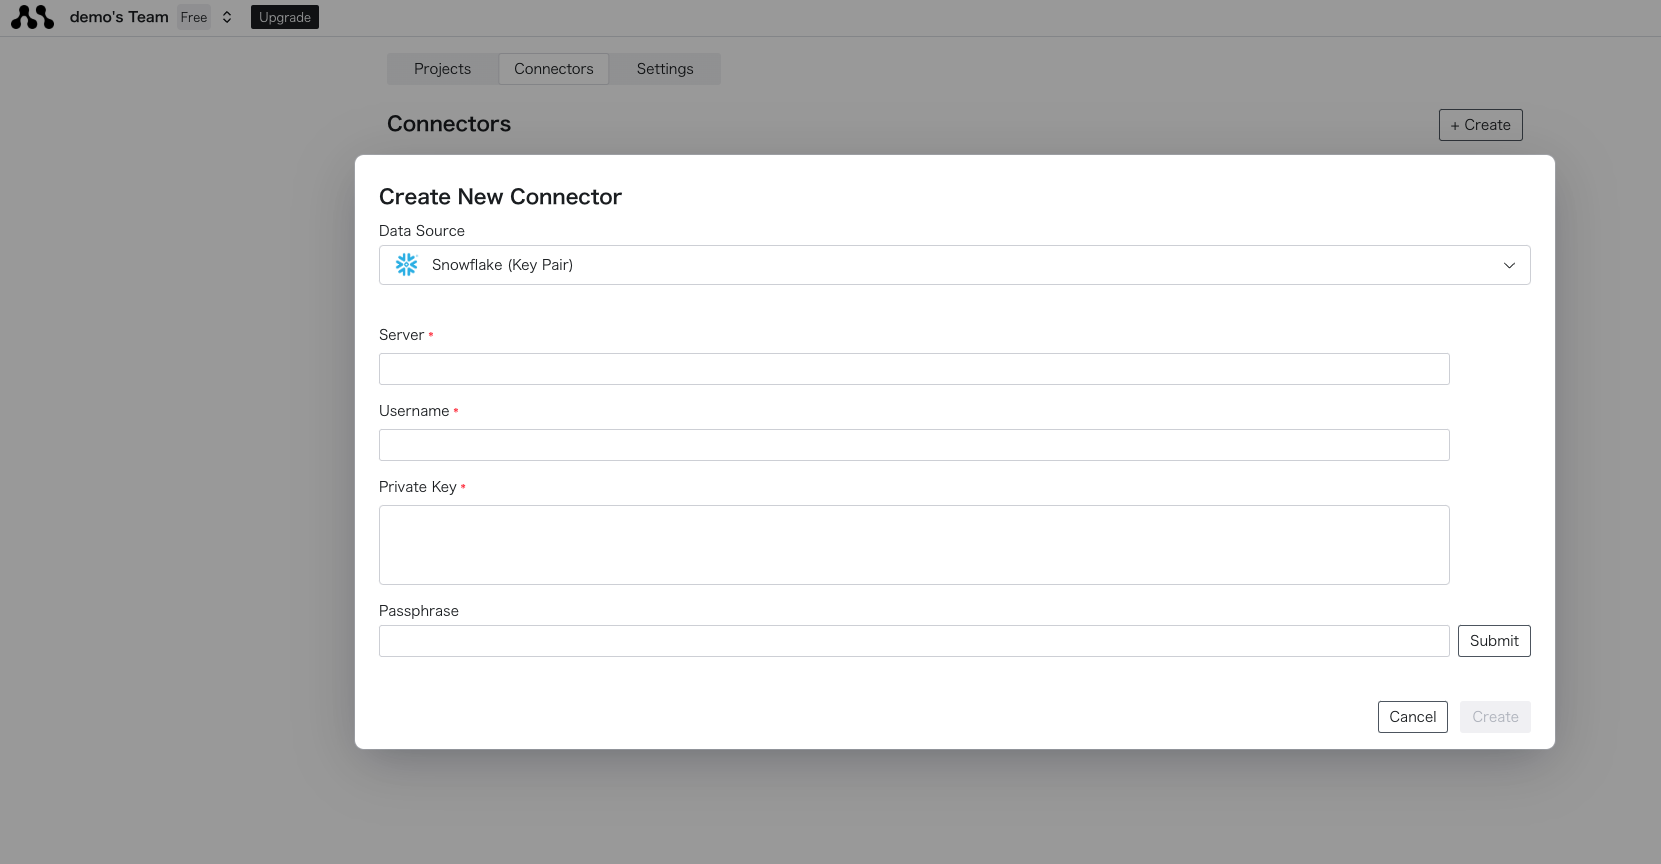 demo's Team Free Upgrade
Projects Connectors Settings
Connectors + Create
Create New Connector
Data Source
Snowflake (Key Pair)
Server *
Username *
Private Key *
Passphrase
Submit
Cancel Create